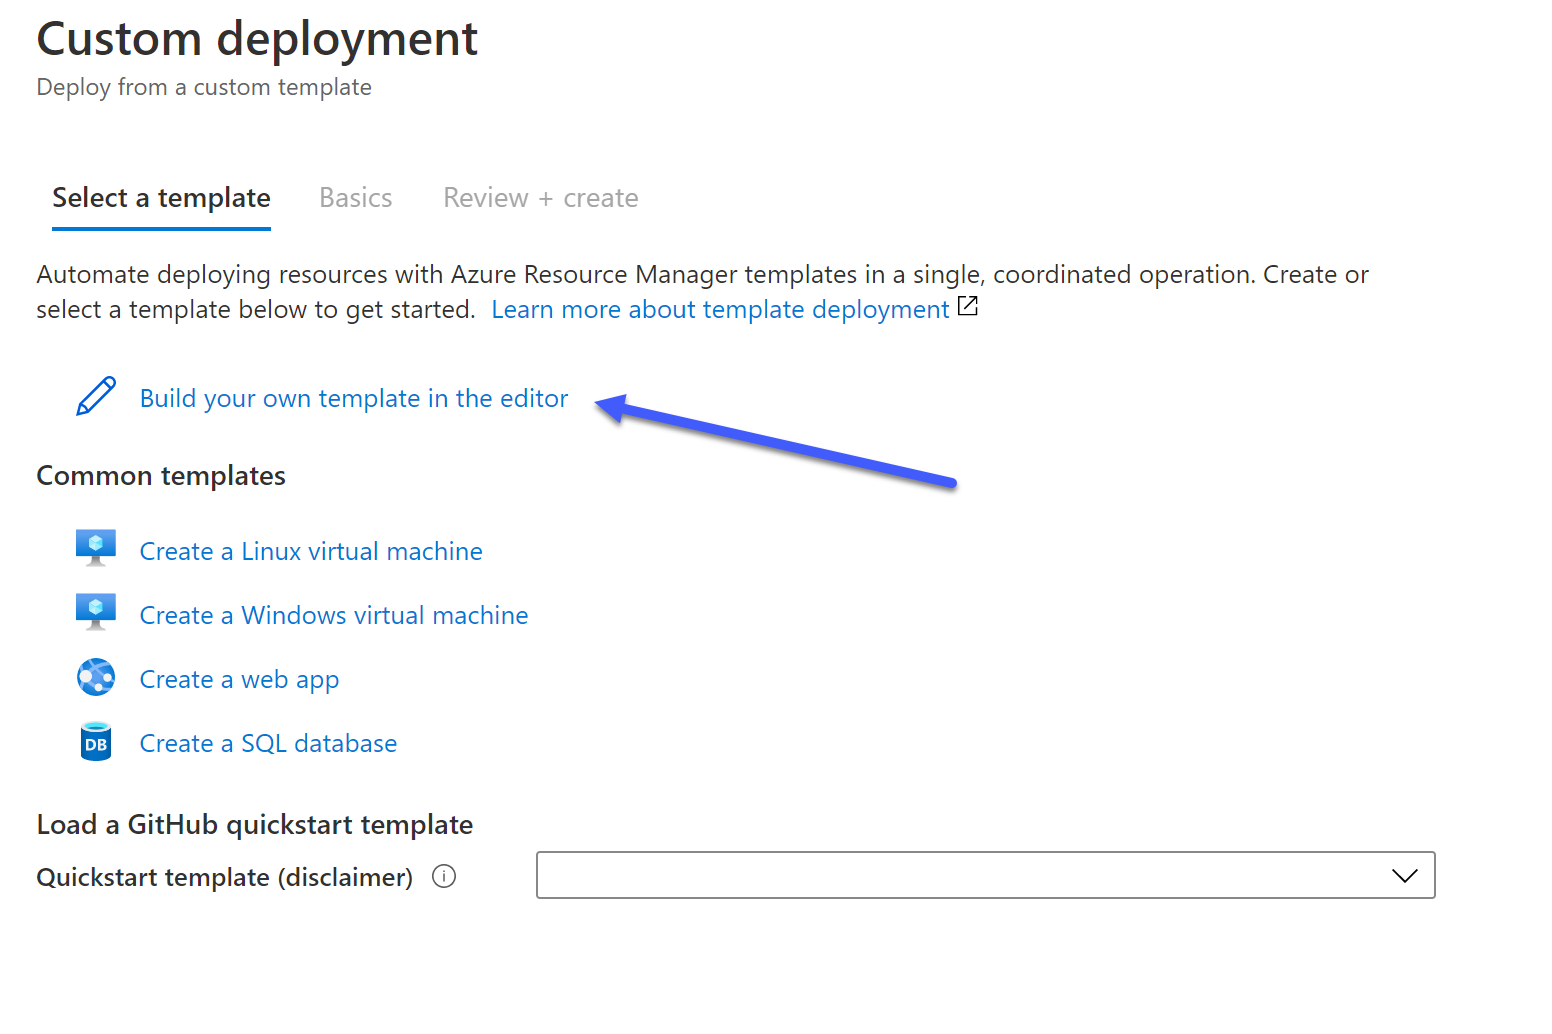 Custom deployment
Deploy from a custom template
Select a template Basics Review + create
Automate deploying resources with Azure Resource Manager templates in a single, coordinated operation. Create or
select a template below to get started. Learn more about template deployment
Build your own template in the editor
Common templates
Create a Linux virtual machine
Create a Windows virtual machine
Create a web app
DB Create a SQL database
Load a GitHub quickstart template
Quickstart template (disclaimer)